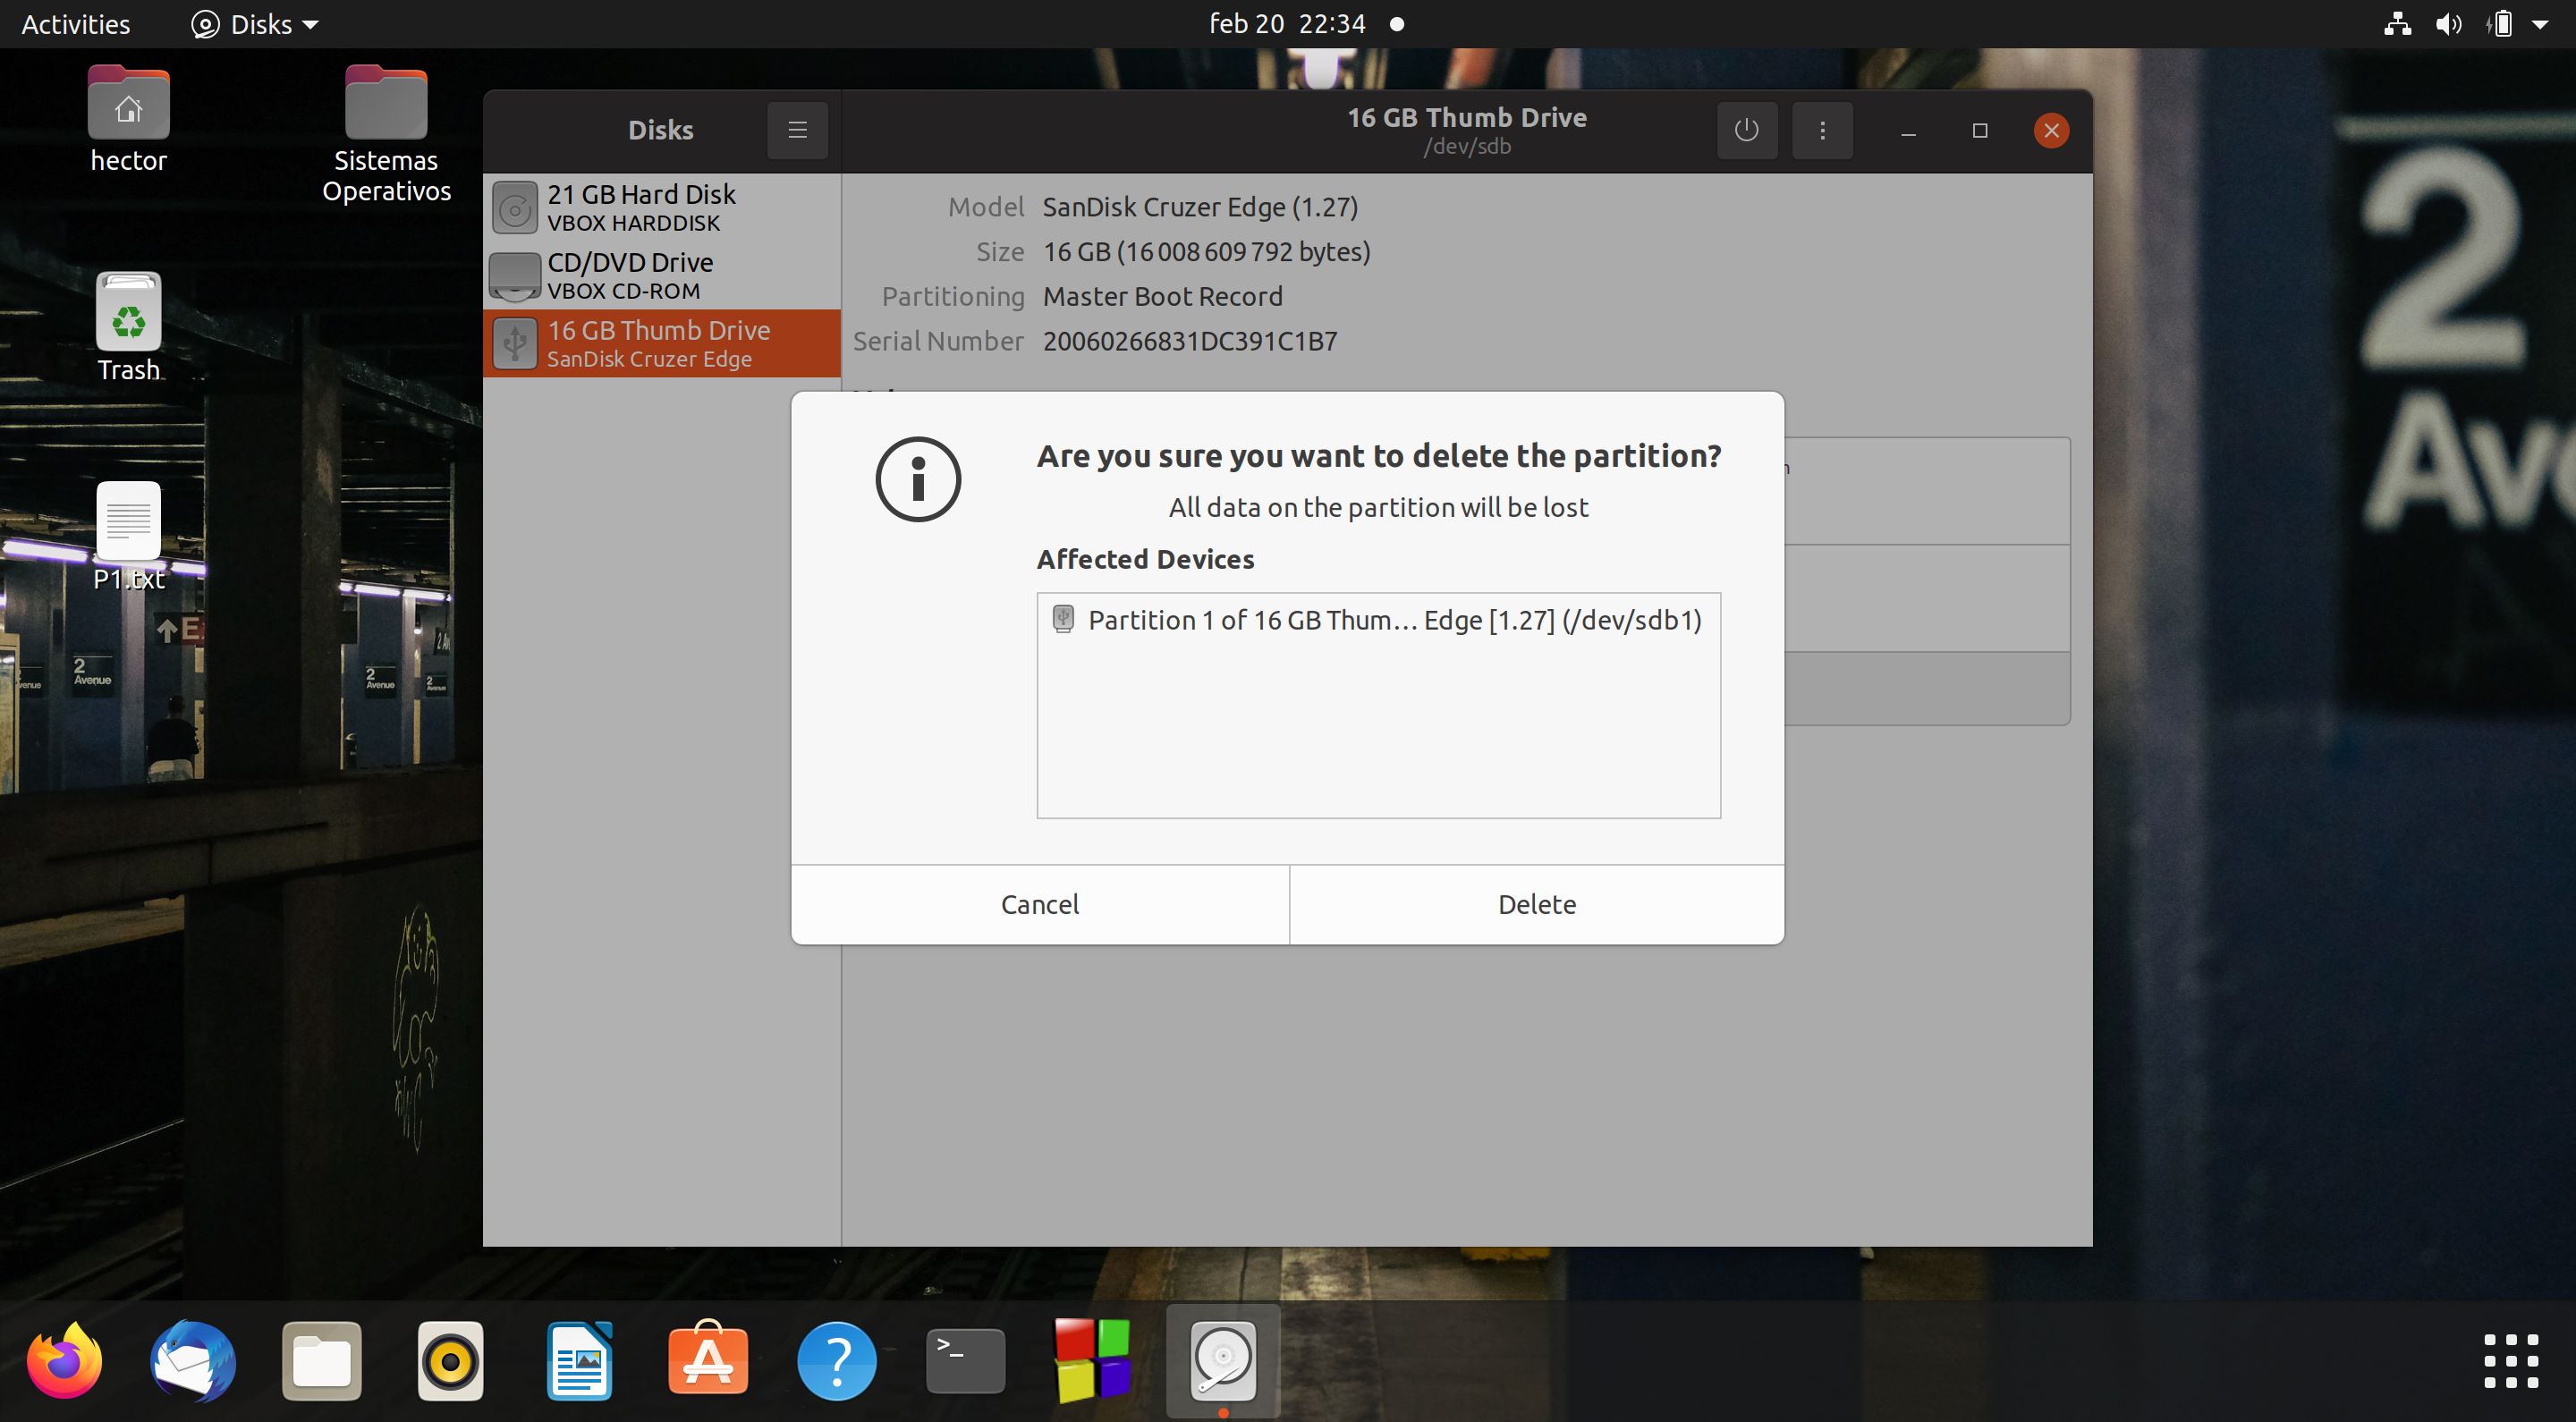 Activities
Disks
feb 20 22:34
hector
Sistemas
Operativos
Trash
P1.txt
Disks
16 GB Thumb Drive
/dev/sdb
21 GB Hard Disk
VBOX HARDDISK
CD/DVD Drive
VBOX CD-ROM
16 GB Thumb Drive
SanDisk Cruzer Edge
Model SanDisk Cruzer Edge (1.27)
Size 16 GB (16 008 609 792 bytes)
Partitioning Master Boot Record
Serial Number 20060266831DC391C1B7
Are you sure you want to delete the partition?
All data on the partition will be lost
Affected Devices
Partition 1 of 16 GB Thum… Edge [1.27] (/dev/sdb1)
Cancel
Delete
2
2
Avenue
2
Avenue
2
Avenue
>_
?